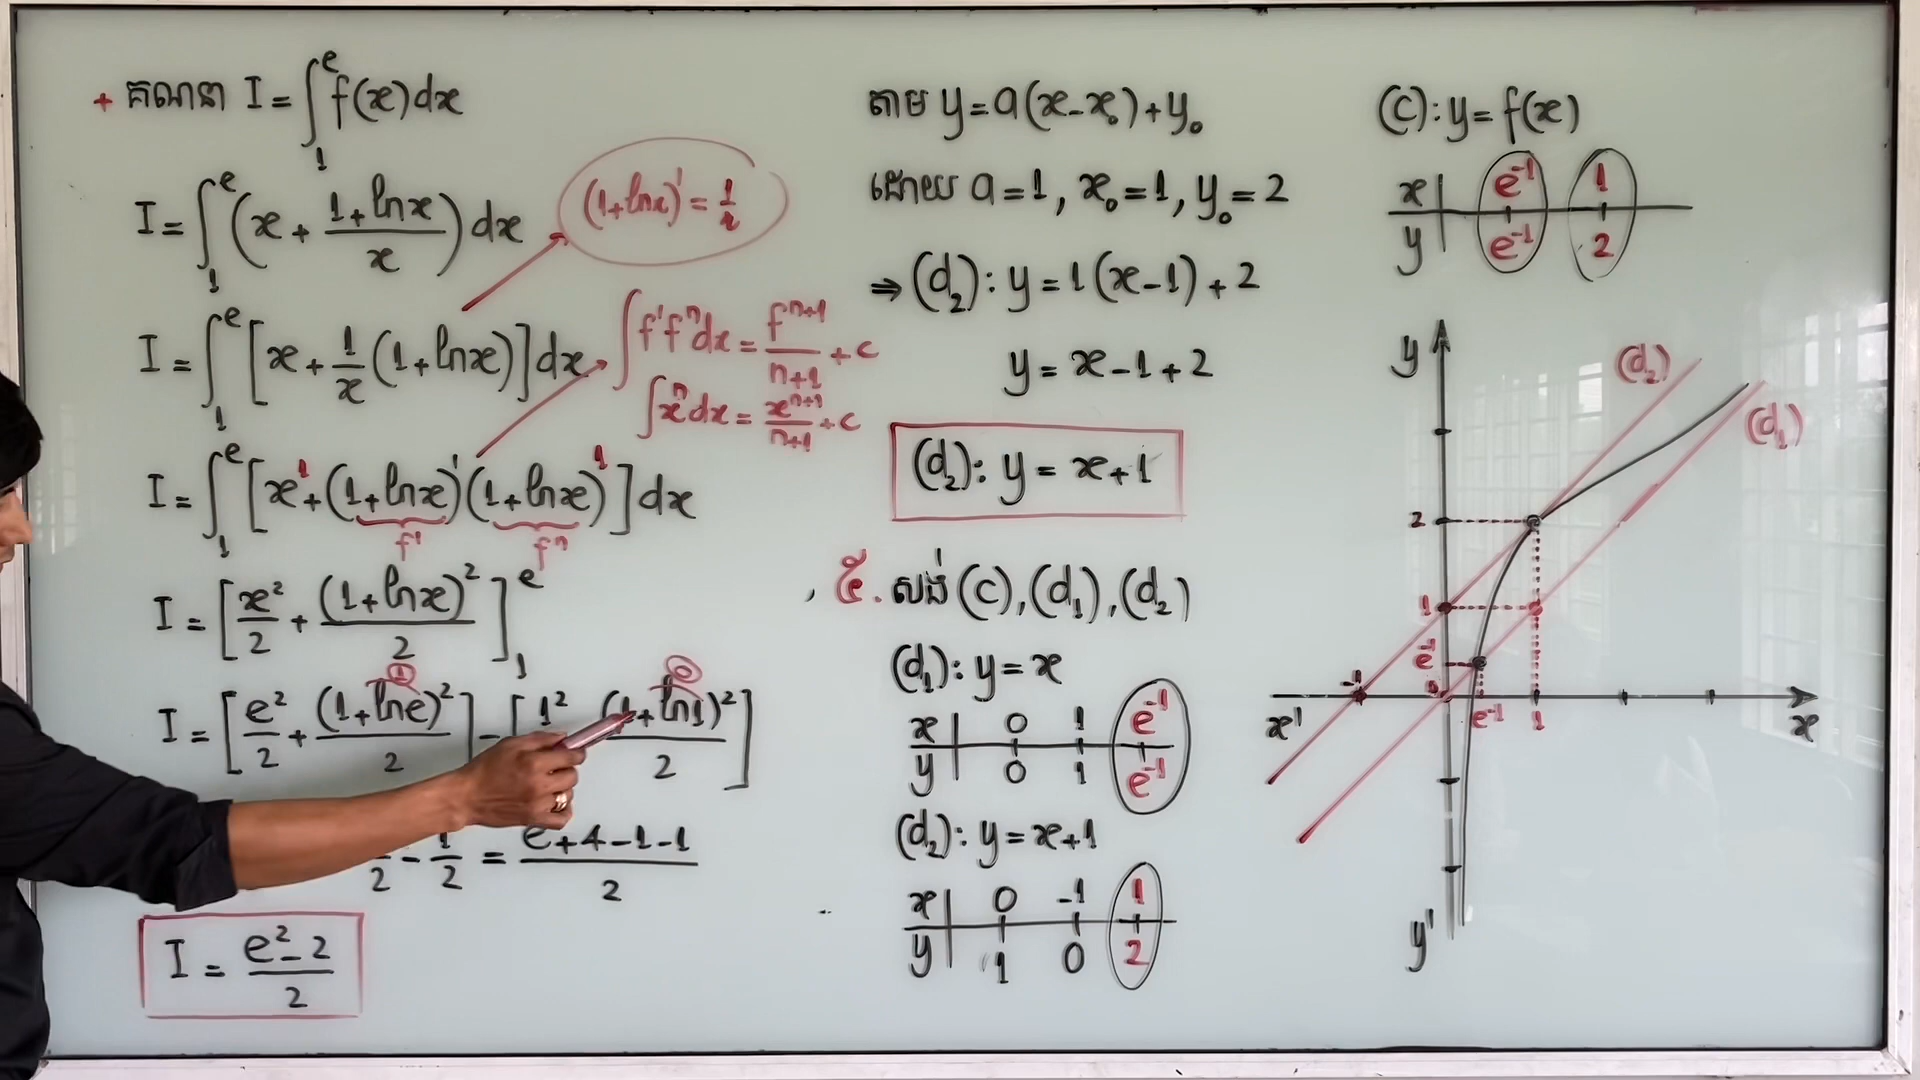 + គណនា I = ∫₁ᵉ f(x)dx
I = ∫₁ᵉ (x + (1+lnx)/x) dx
(1+lnx)' = 1/x
I = ∫₁ᵉ [x + 1/x (1+lnx)] dx
∫f'fⁿdx = fⁿ⁺¹/(n+1) + c
∫xⁿdx = xⁿ⁺¹/(n+1) + c
I = ∫₁ᵉ [x¹ + (1+lnx)'(1+lnx)¹] dx
f' fⁿ
I = [x²/2 + (1+lnx)²/2]₁ᵉ
1 0
I = [e²/2 + (1+lne)²/2] - [1² (1+ln1)²/2]
/2 - 1/2 = (e+4-1-1)/2
I = (e²-2)/2
តាម y = a(x-x₀)+y₀
ដោយ a=1, x₀=1, y₀=2
⇒ (d₂): y = 1(x-1)+2
y = x-1+2
(d₂): y = x+1
៥. សង់ (c), (d₁), (d₂)
(d₁): y = x
x | 0 1 e⁻¹
y | 0 1 e⁻¹
(d₂): y = x+1
x | 0 -1 1
y | 1 0 2
(C): y = f(x)
x | e⁻¹ 1
y | e⁻¹ 2
y
(d₂)
(d₁)
2
1
e⁻¹
-1 0 e⁻¹ 1
x' x
y'